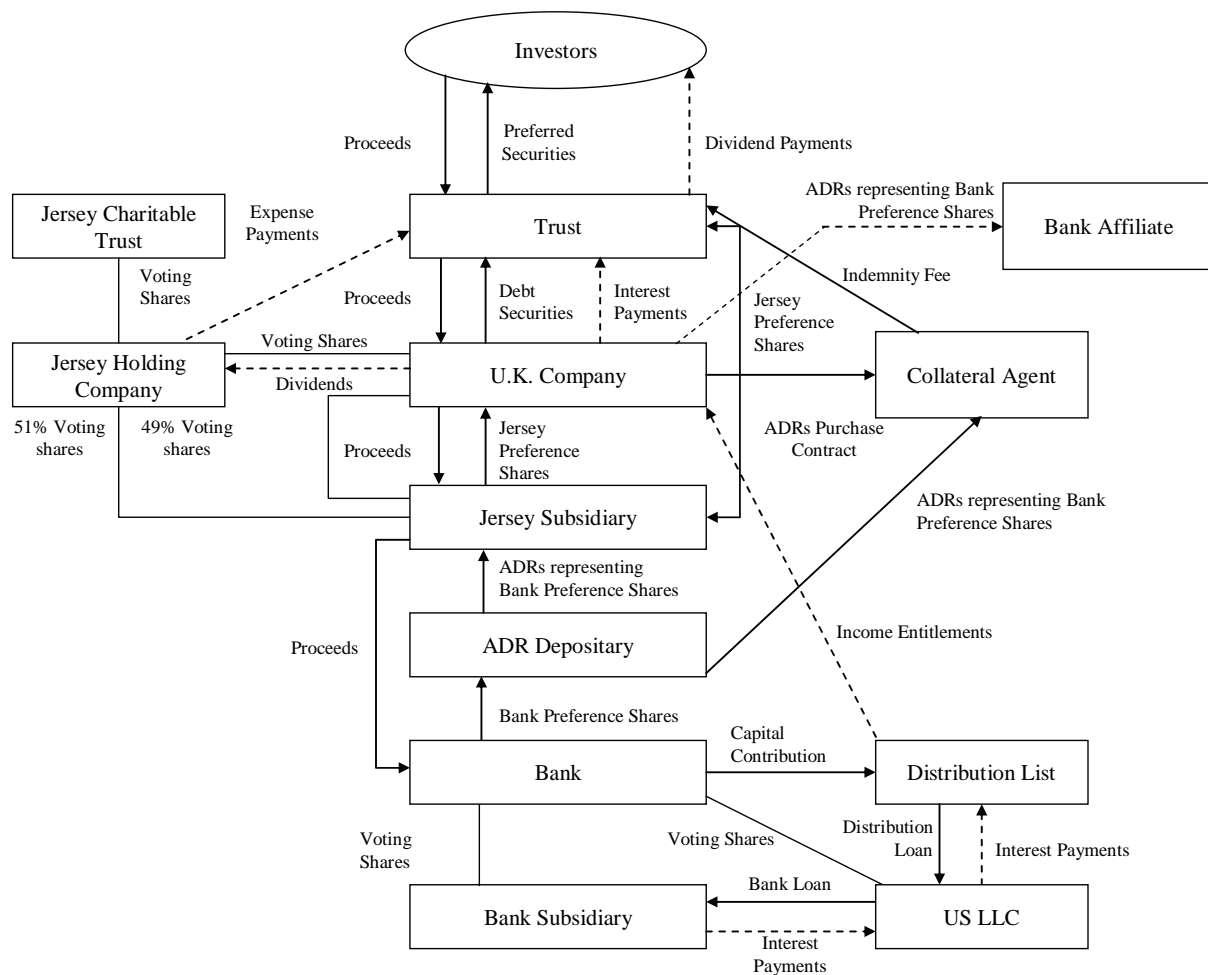 Investors
Proceeds
Preferred
Securities
Dividend Payments
Jersey Charitable
Trust
Expense
Payments
Trust
ADRs representing Bank
Preference Shares
Bank Affiliate
Voting
Shares
Proceeds
Debt
Securities
Interest
Payments
Indemnity Fee
Jersey
Preference
Shares
Jersey Holding
Company
Voting Shares
Dividends
U.K. Company
Collateral Agent
51% Voting
shares
49% Voting
shares
Proceeds
Jersey
Preference
Shares
ADRs Purchase
Contract
Jersey Subsidiary
ADRs representing Bank
Preference Shares
ADRs representing
Bank Preference Shares
Proceeds
ADR Depositary
Income Entitlements
Bank Preference Shares
Capital
Contribution
Bank
Distribution List
Voting
Shares
Voting Shares
Distribution
Loan
Interest Payments
Bank Loan
Bank Subsidiary
US LLC
Interest
Payments